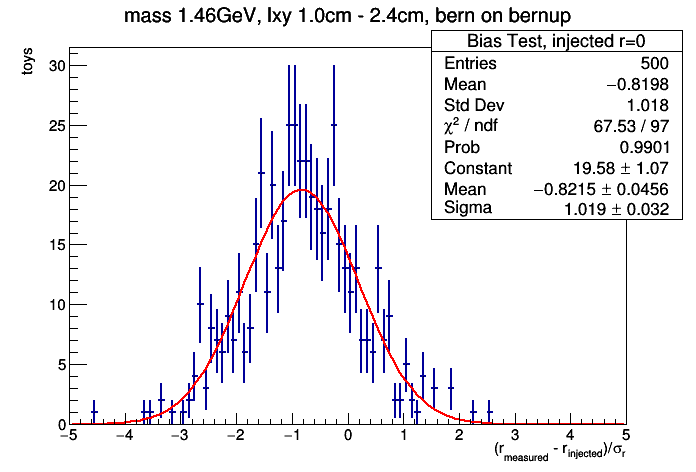 mass 1.46GeV, lxy 1.0cm - 2.4cm, bern on bernup
Bias Test, injected r=0
Entries 500
Mean −0.8198
Std Dev 1.018
χ² / ndf 67.53 / 97
Prob 0.9901
Constant 19.58 ± 1.07
Mean −0.8215 ± 0.0456
Sigma 1.019 ± 0.032
toys
30
25
20
15
10
5
0
−5 −4 −3 −2 −1 0 1 2 3 4 5
(r_measured - r_injected)/σ_r